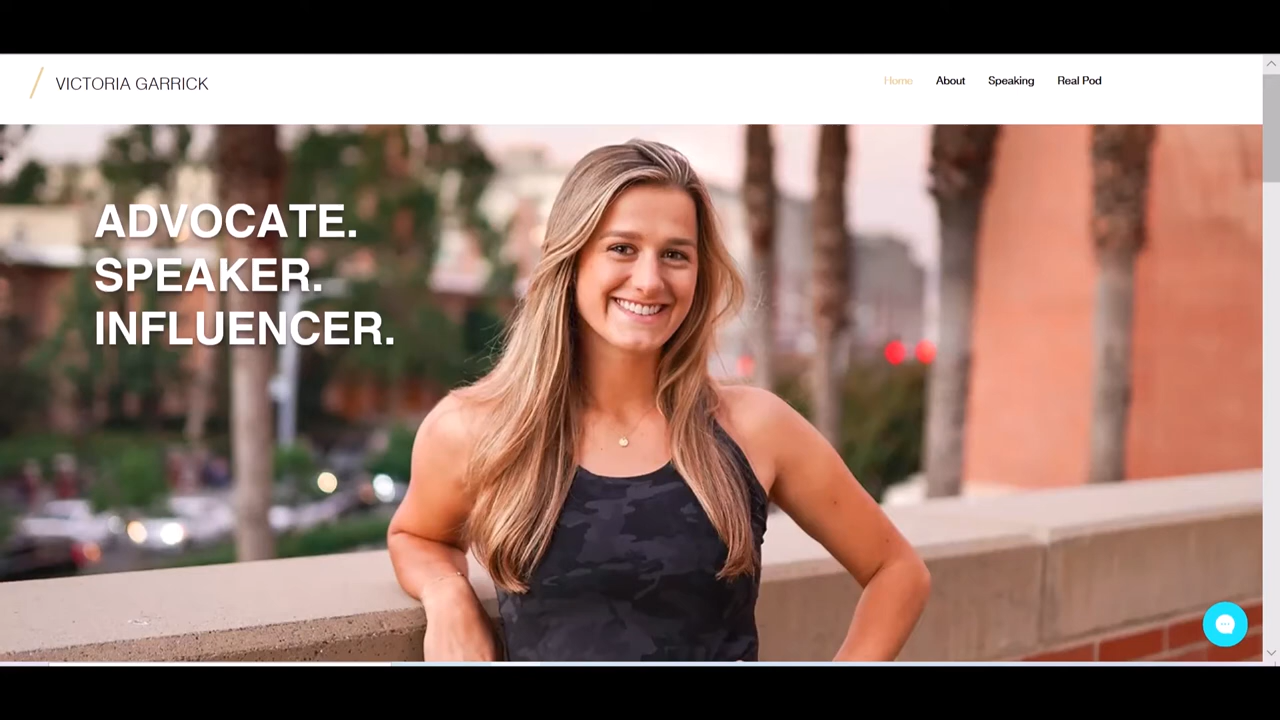 VICTORIA GARRICK
Home About Speaking Real Pod
ADVOCATE.
SPEAKER.
INFLUENCER.